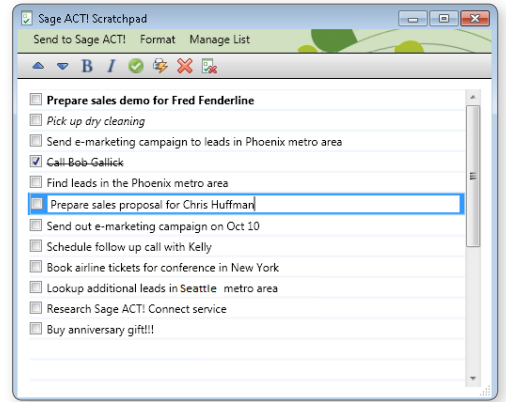 Sage ACT! Scratchpad
Send to Sage ACT! Format Manage List
B I
Prepare sales demo for Fred Fenderline
Pick up dry cleaning
Send e-marketing campaign to leads in Phoenix metro area
Call Bob Gallick
Find leads in the Phoenix metro area
Prepare sales proposal for Chris Huffman
Send out e-marketing campaign on Oct 10
Schedule follow up call with Kelly
Book airline tickets for conference in New York
Lookup additional leads in Seattle metro area
Research Sage ACT! Connect service
Buy anniversary gift!!!